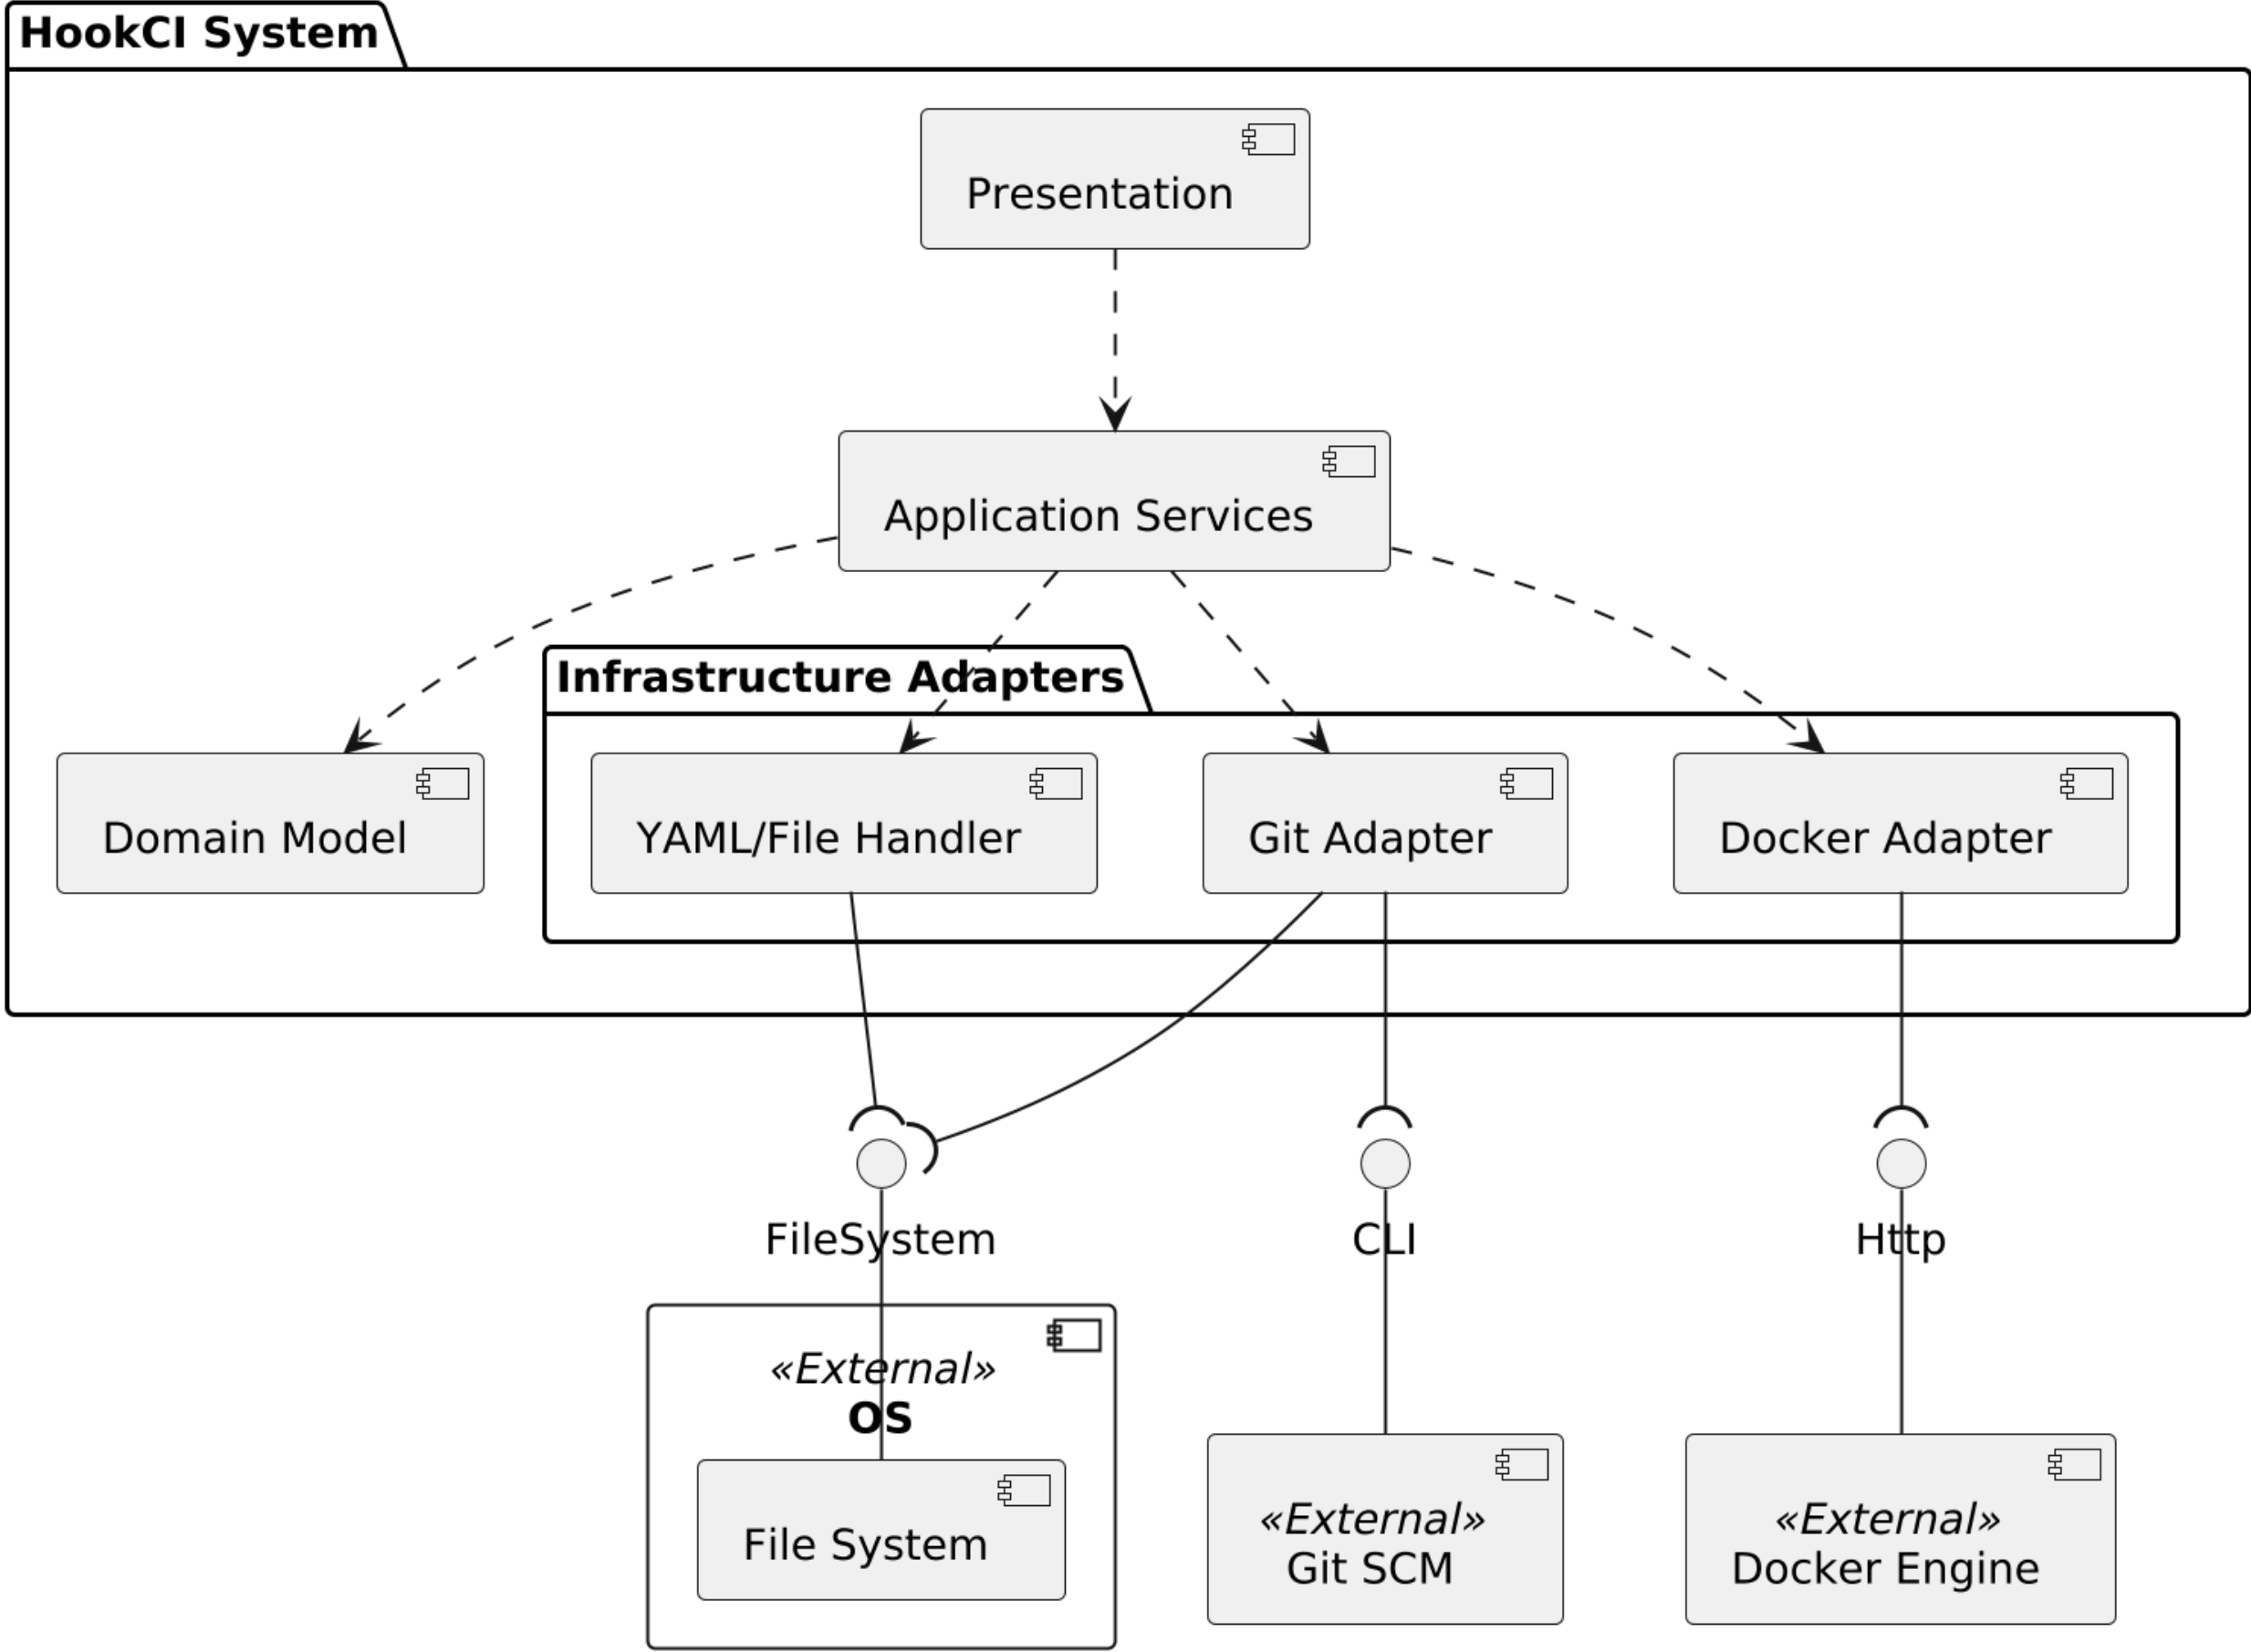 HookCI System
Presentation
Application Services
Infrastructure Adapters
Domain Model
YAML/File Handler
Git Adapter
Docker Adapter
FileSystem
CLI
Http
«External»
OS
File System
«External»
Git SCM
«External»
Docker Engine